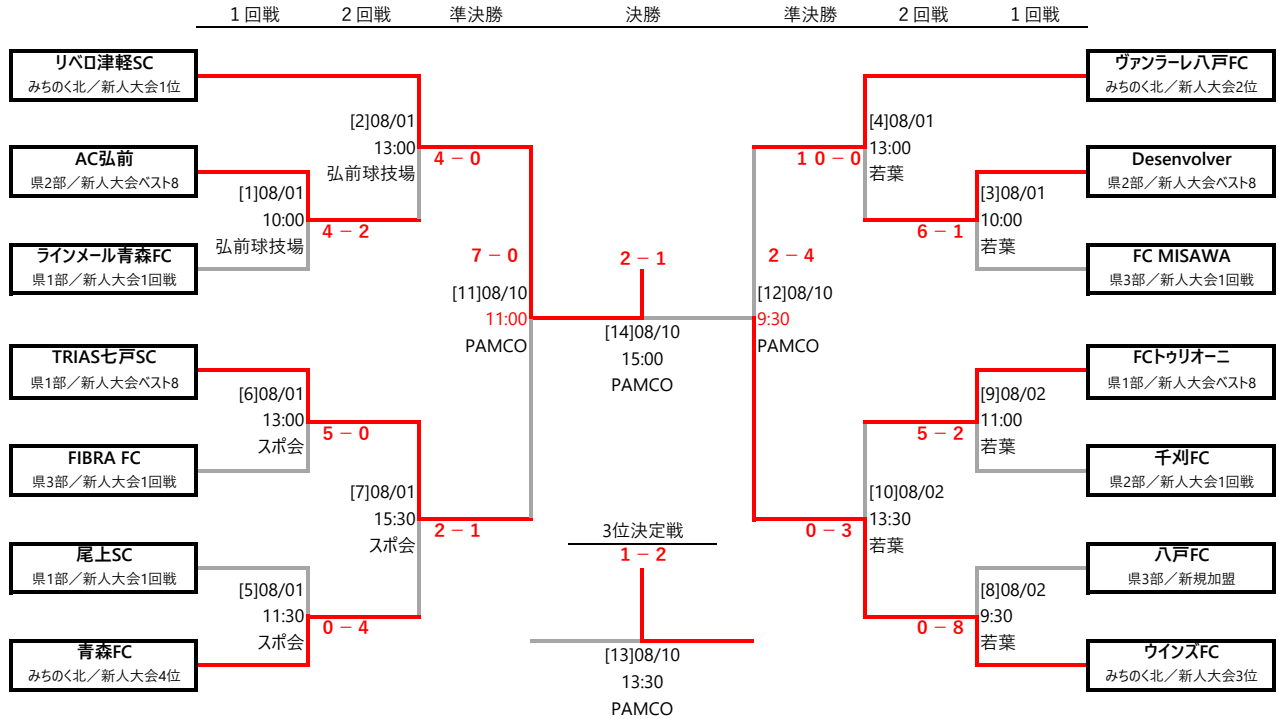 １回戦
２回戦
準決勝
決勝
準決勝
２回戦
１回戦
リベロ津軽SC
みちのく北／新人大会1位
AC弘前
県2部／新人大会ベスト8
ラインメール青森FC
県1部／新人大会1回戦
TRIAS七戸SC
県1部／新人大会ベスト8
FIBRA FC
県3部／新人大会1回戦
尾上SC
県1部／新人大会1回戦
青森FC
みちのく北／新人大会4位
[1]08/01
10:00
弘前球技場
[6]08/01
13:00
スポ会
[5]08/01
11:30
スポ会
[2]08/01
13:00
弘前球技場
4 － 2
5 － 0
[7]08/01
15:30
スポ会
0 － 4
4 － 0
7 － 0
[11]08/10
11:00
PAMCO
2 － 1
2 － 1
[14]08/10
15:00
PAMCO
3位決定戦
1 － 2
[13]08/10
13:30
PAMCO
1 0 － 0
2 － 4
[12]08/10
9:30
PAMCO
0 － 3
[4]08/01
13:00
若葉
6 － 1
5 － 2
[10]08/02
13:30
若葉
0 － 8
[3]08/01
10:00
若葉
[9]08/02
11:00
若葉
[8]08/02
9:30
若葉
ヴァンラーレ八戸FC
みちのく北／新人大会2位
Desenvolver
県2部／新人大会ベスト8
FC MISAWA
県3部／新人大会1回戦
FCトゥリオーニ
県1部／新人大会ベスト8
千刈FC
県2部／新人大会1回戦
八戸FC
県3部／新規加盟
ウインズFC
みちのく北／新人大会3位